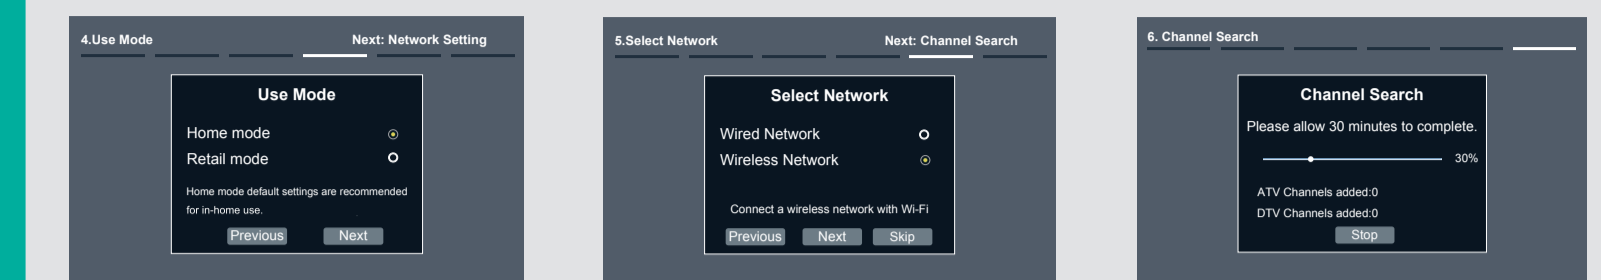 4.Use Mode
Next: Network Setting
Use Mode
Home mode
Retail mode
Home mode default settings are recommended
for in-home use.
Previous
Next
5.Select Network
Next: Channel Search
Select Network
Wired Network
Wireless Network
Connect a wireless network with Wi-Fi
Previous
Next
Skip
6. Channel Search
Channel Search
Please allow 30 minutes to complete.
30%
ATV Channels added:0
DTV Channels added:0
Stop